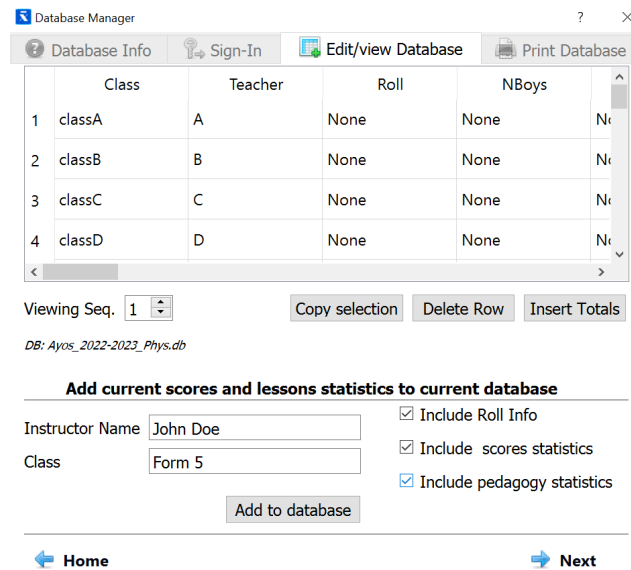 Database Manager ? ×
Database Info Sign-In Edit/view Database Print Database
Class Teacher Roll NBoys
1 classA A None None
2 classB B None None
3 classC C None None
4 classD D None None
Viewing Seq. 1 Copy selection Delete Row Insert Totals
DB: Ayos_2022-2023_Phys.db
Add current scores and lessons statistics to current database
Instructor Name John Doe Include Roll Info
Class Form 5 Include scores statistics
Include pedagogy statistics
Add to database
Home Next